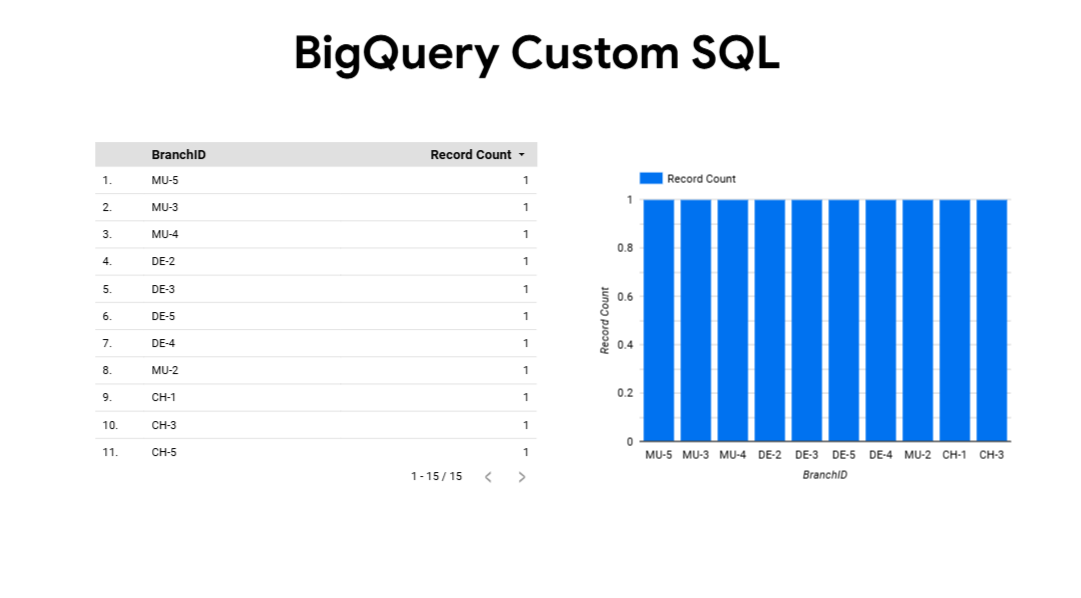 BigQuery Custom SQL
BranchID Record Count
1. MU-5 1
2. MU-3 1
3. MU-4 1
4. DE-2 1
5. DE-3 1
6. DE-5 1
7. DE-4 1
8. MU-2 1
9. CH-1 1
10. CH-3 1
11. CH-5 1
1 - 15 / 15
Record Count
1
0.8
0.6
0.4
0.2
0
Record Count
MU-5 MU-3 MU-4 DE-2 DE-3 DE-5 DE-4 MU-2 CH-1 CH-3
BranchID